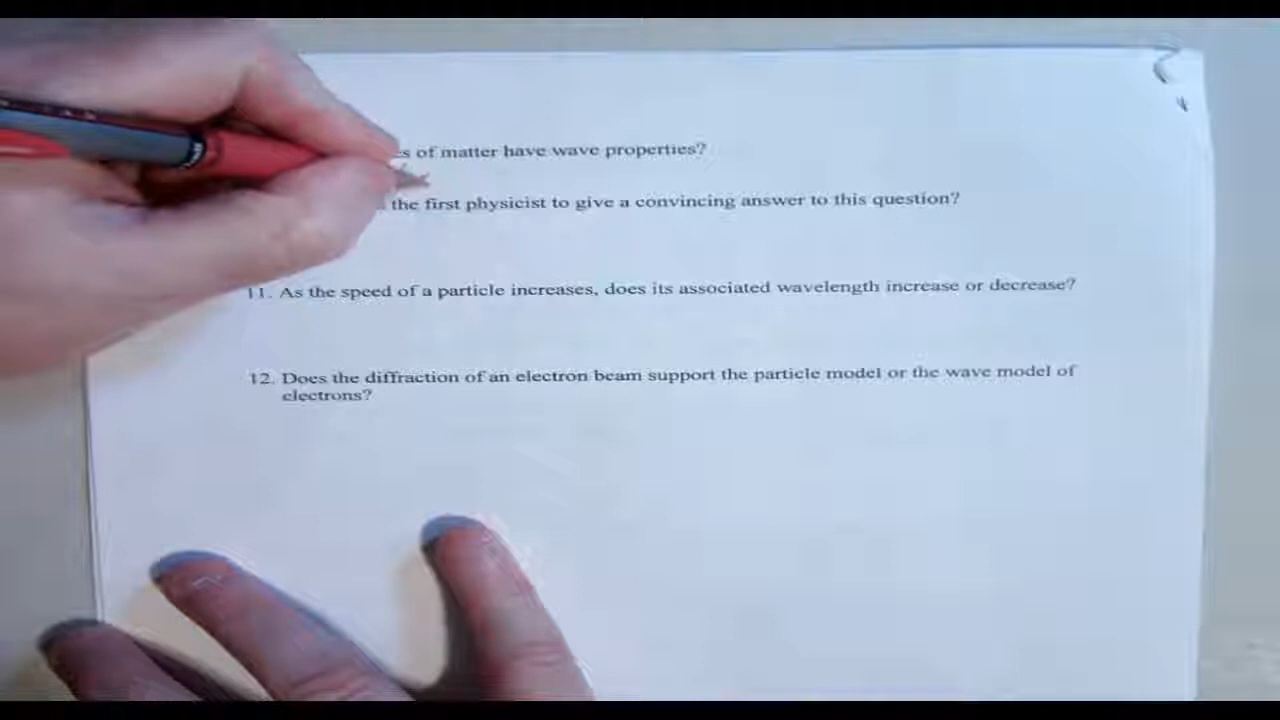 of matter have wave properties?
the first physicist to give a convincing answer to this question?
11. As the speed of a particle increases, does its associated wavelength increase or decrease?
12. Does the diffraction of an electron beam support the particle model or the wave model of
electrons?